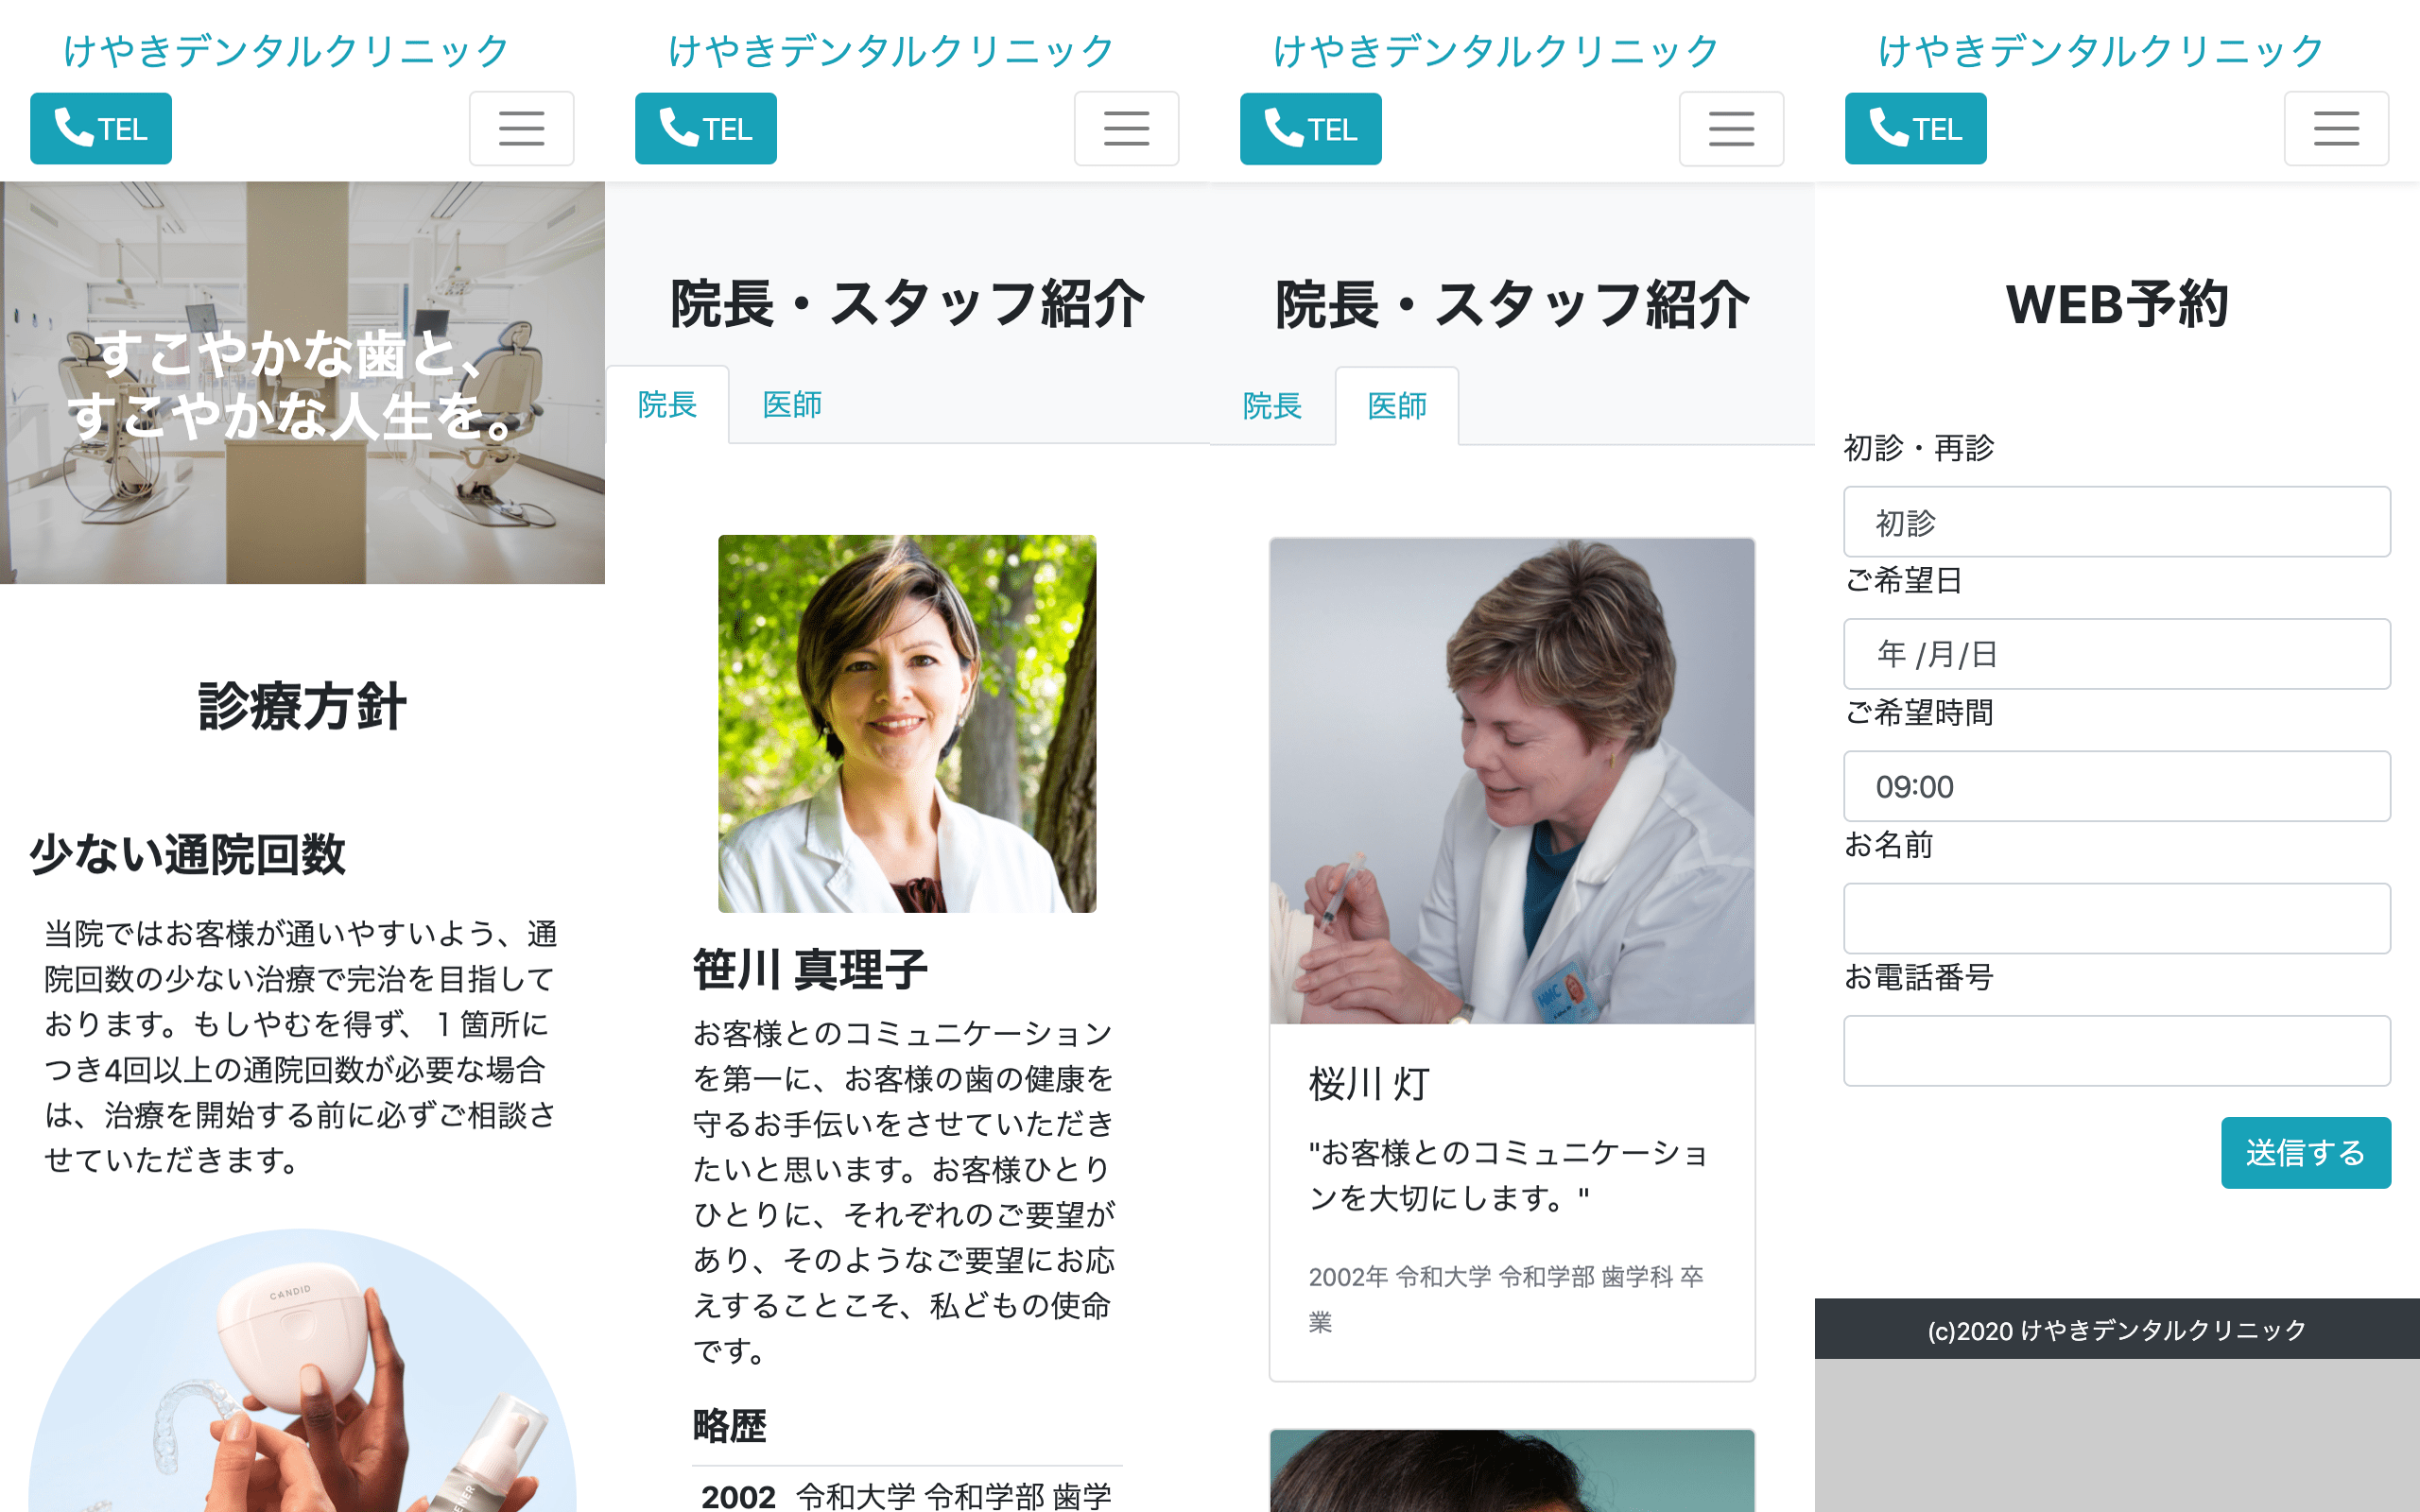 けやきデンタルクリニック
TEL
すこやかな歯と、
すこやかな人生を。
診療方針
少ない通院回数
当院ではお客様が通いやすいよう、通
院回数の少ない治療で完治を目指して
おります。もしやむを得ず、１箇所に
つき4回以上の通院回数が必要な場合
は、治療を開始する前に必ずご相談さ
せていただきます。
CANDID
けやきデンタルクリニック
TEL
院長・スタッフ紹介
院長 医師
笹川 真理子
お客様とのコミュニケーション
を第一に、お客様の歯の健康を
守るお手伝いをさせていただき
たいと思います。お客様ひとり
ひとりに、それぞれのご要望が
あり、そのようなご要望にお応
えすることこそ、私どもの使命
です。
略歴
2002 令和大学 令和学部 歯学
けやきデンタルクリニック
TEL
院長・スタッフ紹介
院長 医師
HMC
桜川 灯
"お客様とのコミュニケーショ
ンを大切にします。"
2002年 令和大学 令和学部 歯学科 卒
業
けやきデンタルクリニック
TEL
WEB予約
初診・再診
初診
ご希望日
年 /月/日
ご希望時間
09:00
お名前
お電話番号
送信する
(c)2020 けやきデンタルクリニック